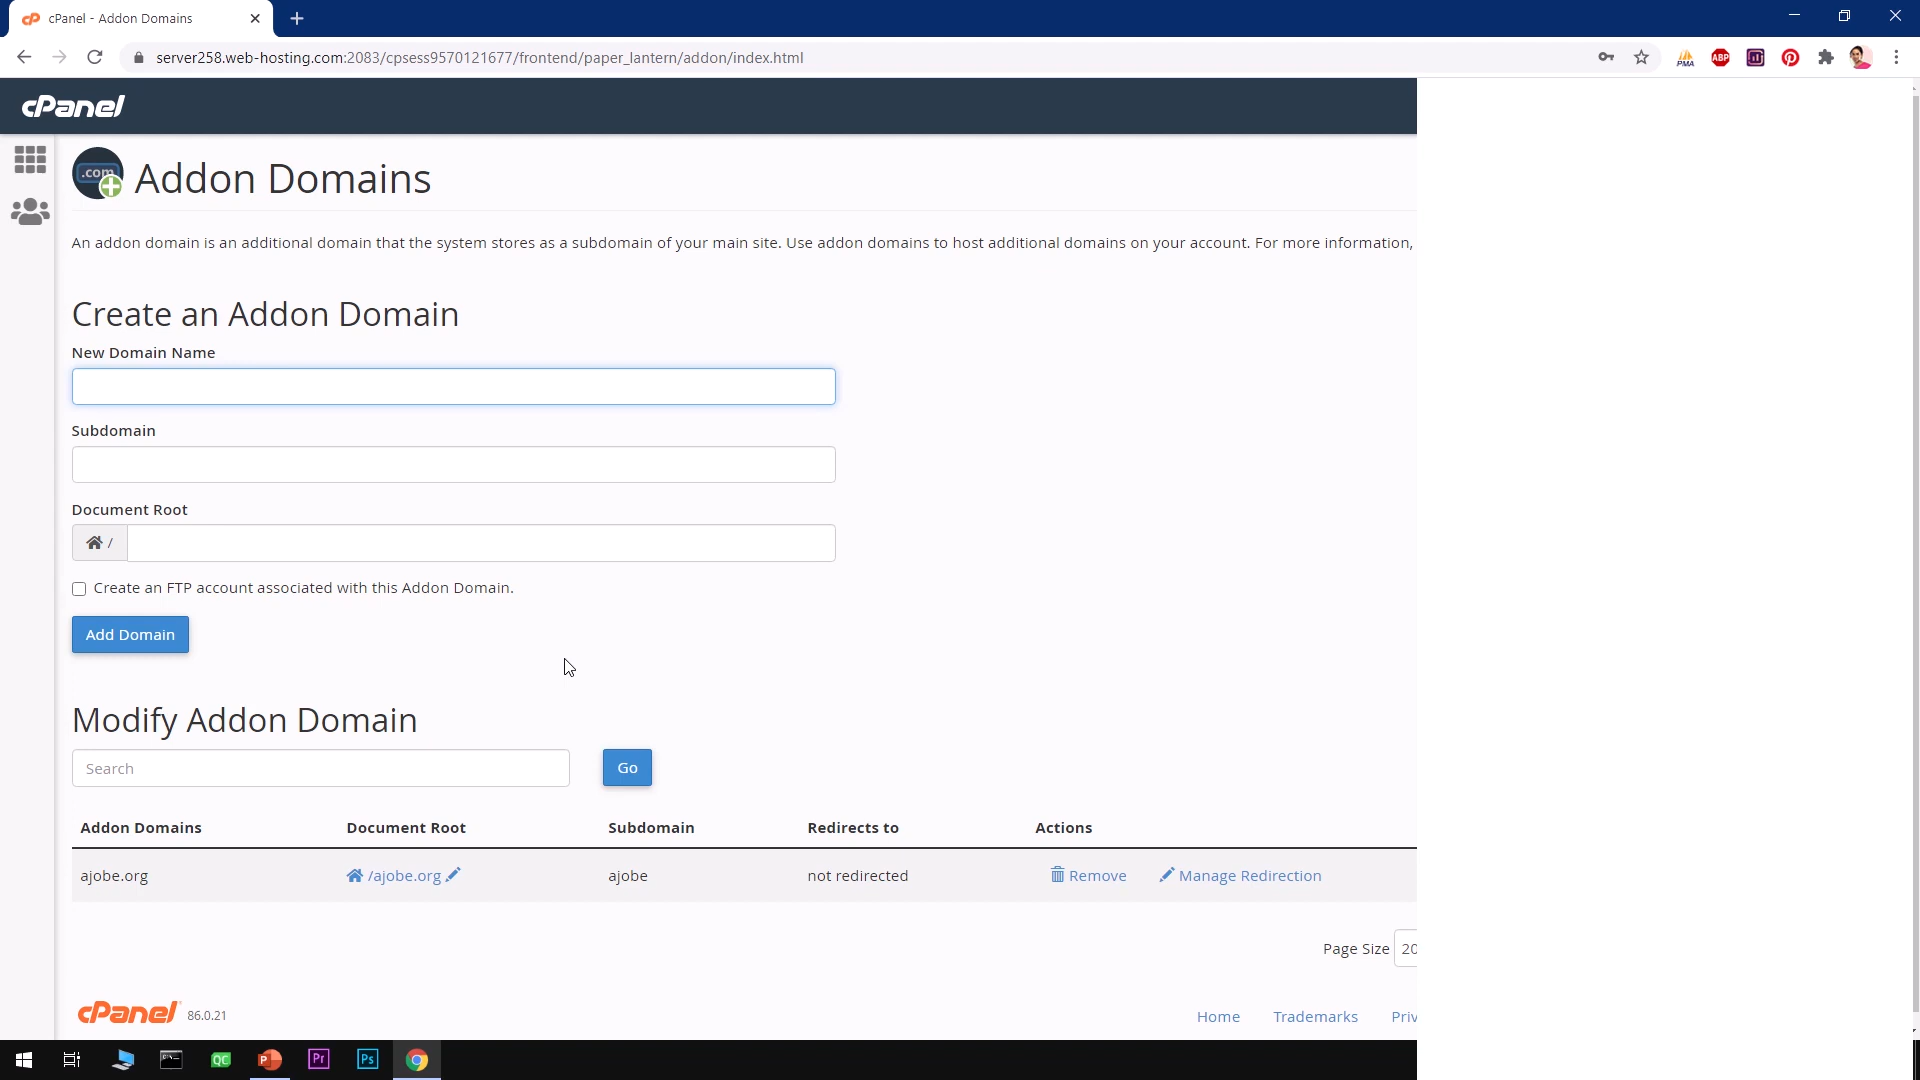 cPanel - Addon Domains
server258.web-hosting.com:2083/cpsess9570121677/frontend/paper_lantern/addon/index.html
PMA
ABP
cPanel
.com
Addon Domains
An addon domain is an additional domain that the system stores as a subdomain of your main site. Use addon domains to host additional domains on your account. For more information,
Create an Addon Domain
New Domain Name
Subdomain
Document Root
/
Create an FTP account associated with this Addon Domain.
Add Domain
Modify Addon Domain
Search
Go
Addon Domains Document Root Subdomain Redirects to Actions
ajobe.org /ajobe.org ajobe not redirected Remove Manage Redirection
Page Size 20
cPanel 86.0.21
Home Trademarks Priv
QC P Pr Ps